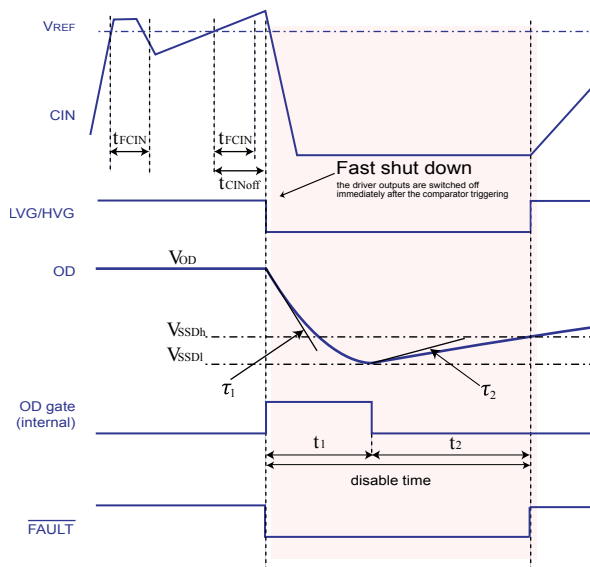 VREF
CIN
tFCIN
tFCIN
tCINoff
Fast shut down
the driver outputs are switched off
immediately after the comparator triggering
LVG/HVG
VOD
OD
VSSDh
VSSDl
τ1
τ2
OD gate
(internal)
t1
t2
disable time
FAULT